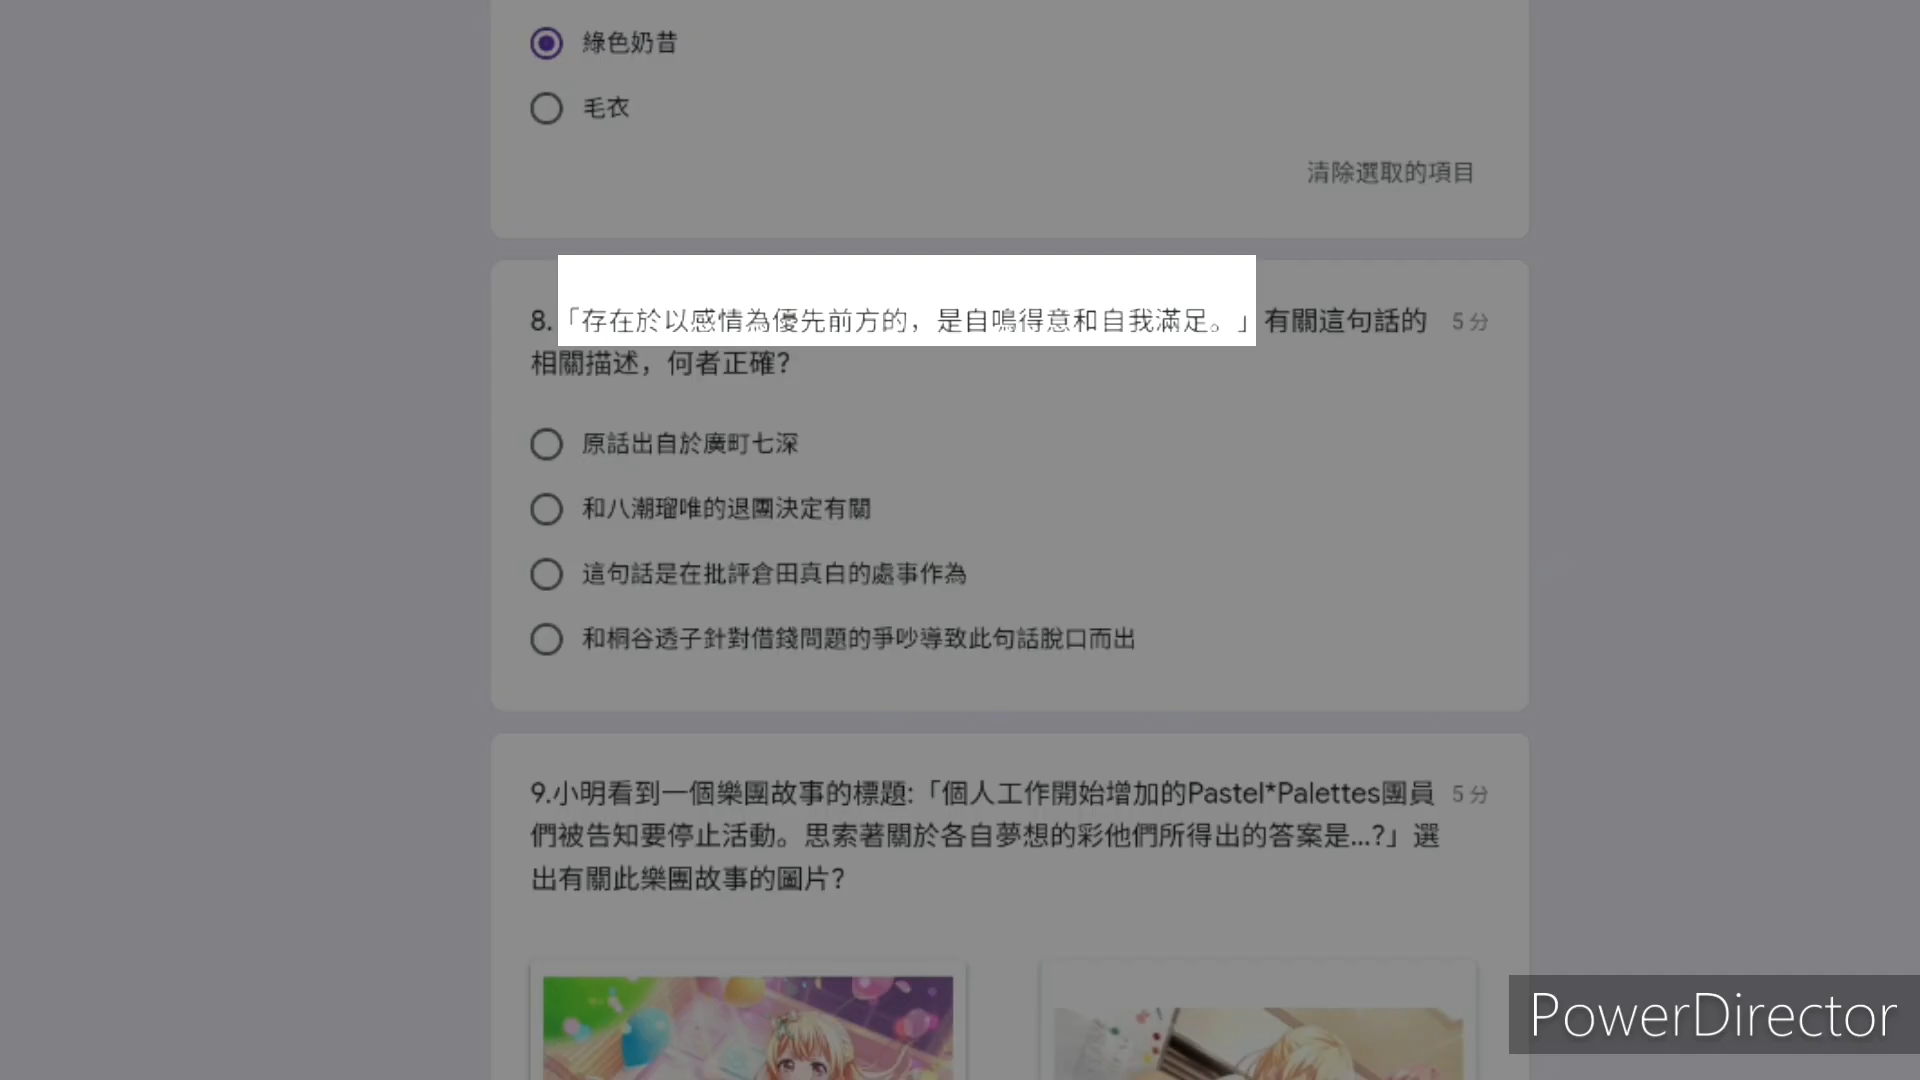 綠色奶昔
毛衣
清除選取的項目
8.「存在於以感情為優先前方的，是自鳴得意和自我滿足。」有關這句話的 5 分
相關描述，何者正確？
原話出自於廣町七深
和八潮瑠唯的退團決定有關
這句話是在批評倉田真白的處事作為
和桐谷透子針對借錢問題的爭吵導致此句話脫口而出
9.小明看到一個樂團故事的標題:「個人工作開始增加的Pastel*Palettes團員 5 分
們被告知要停止活動。思索著關於各自夢想的彩他們所得出的答案是...?」選
出有關此樂團故事的圖片?
PowerDirector